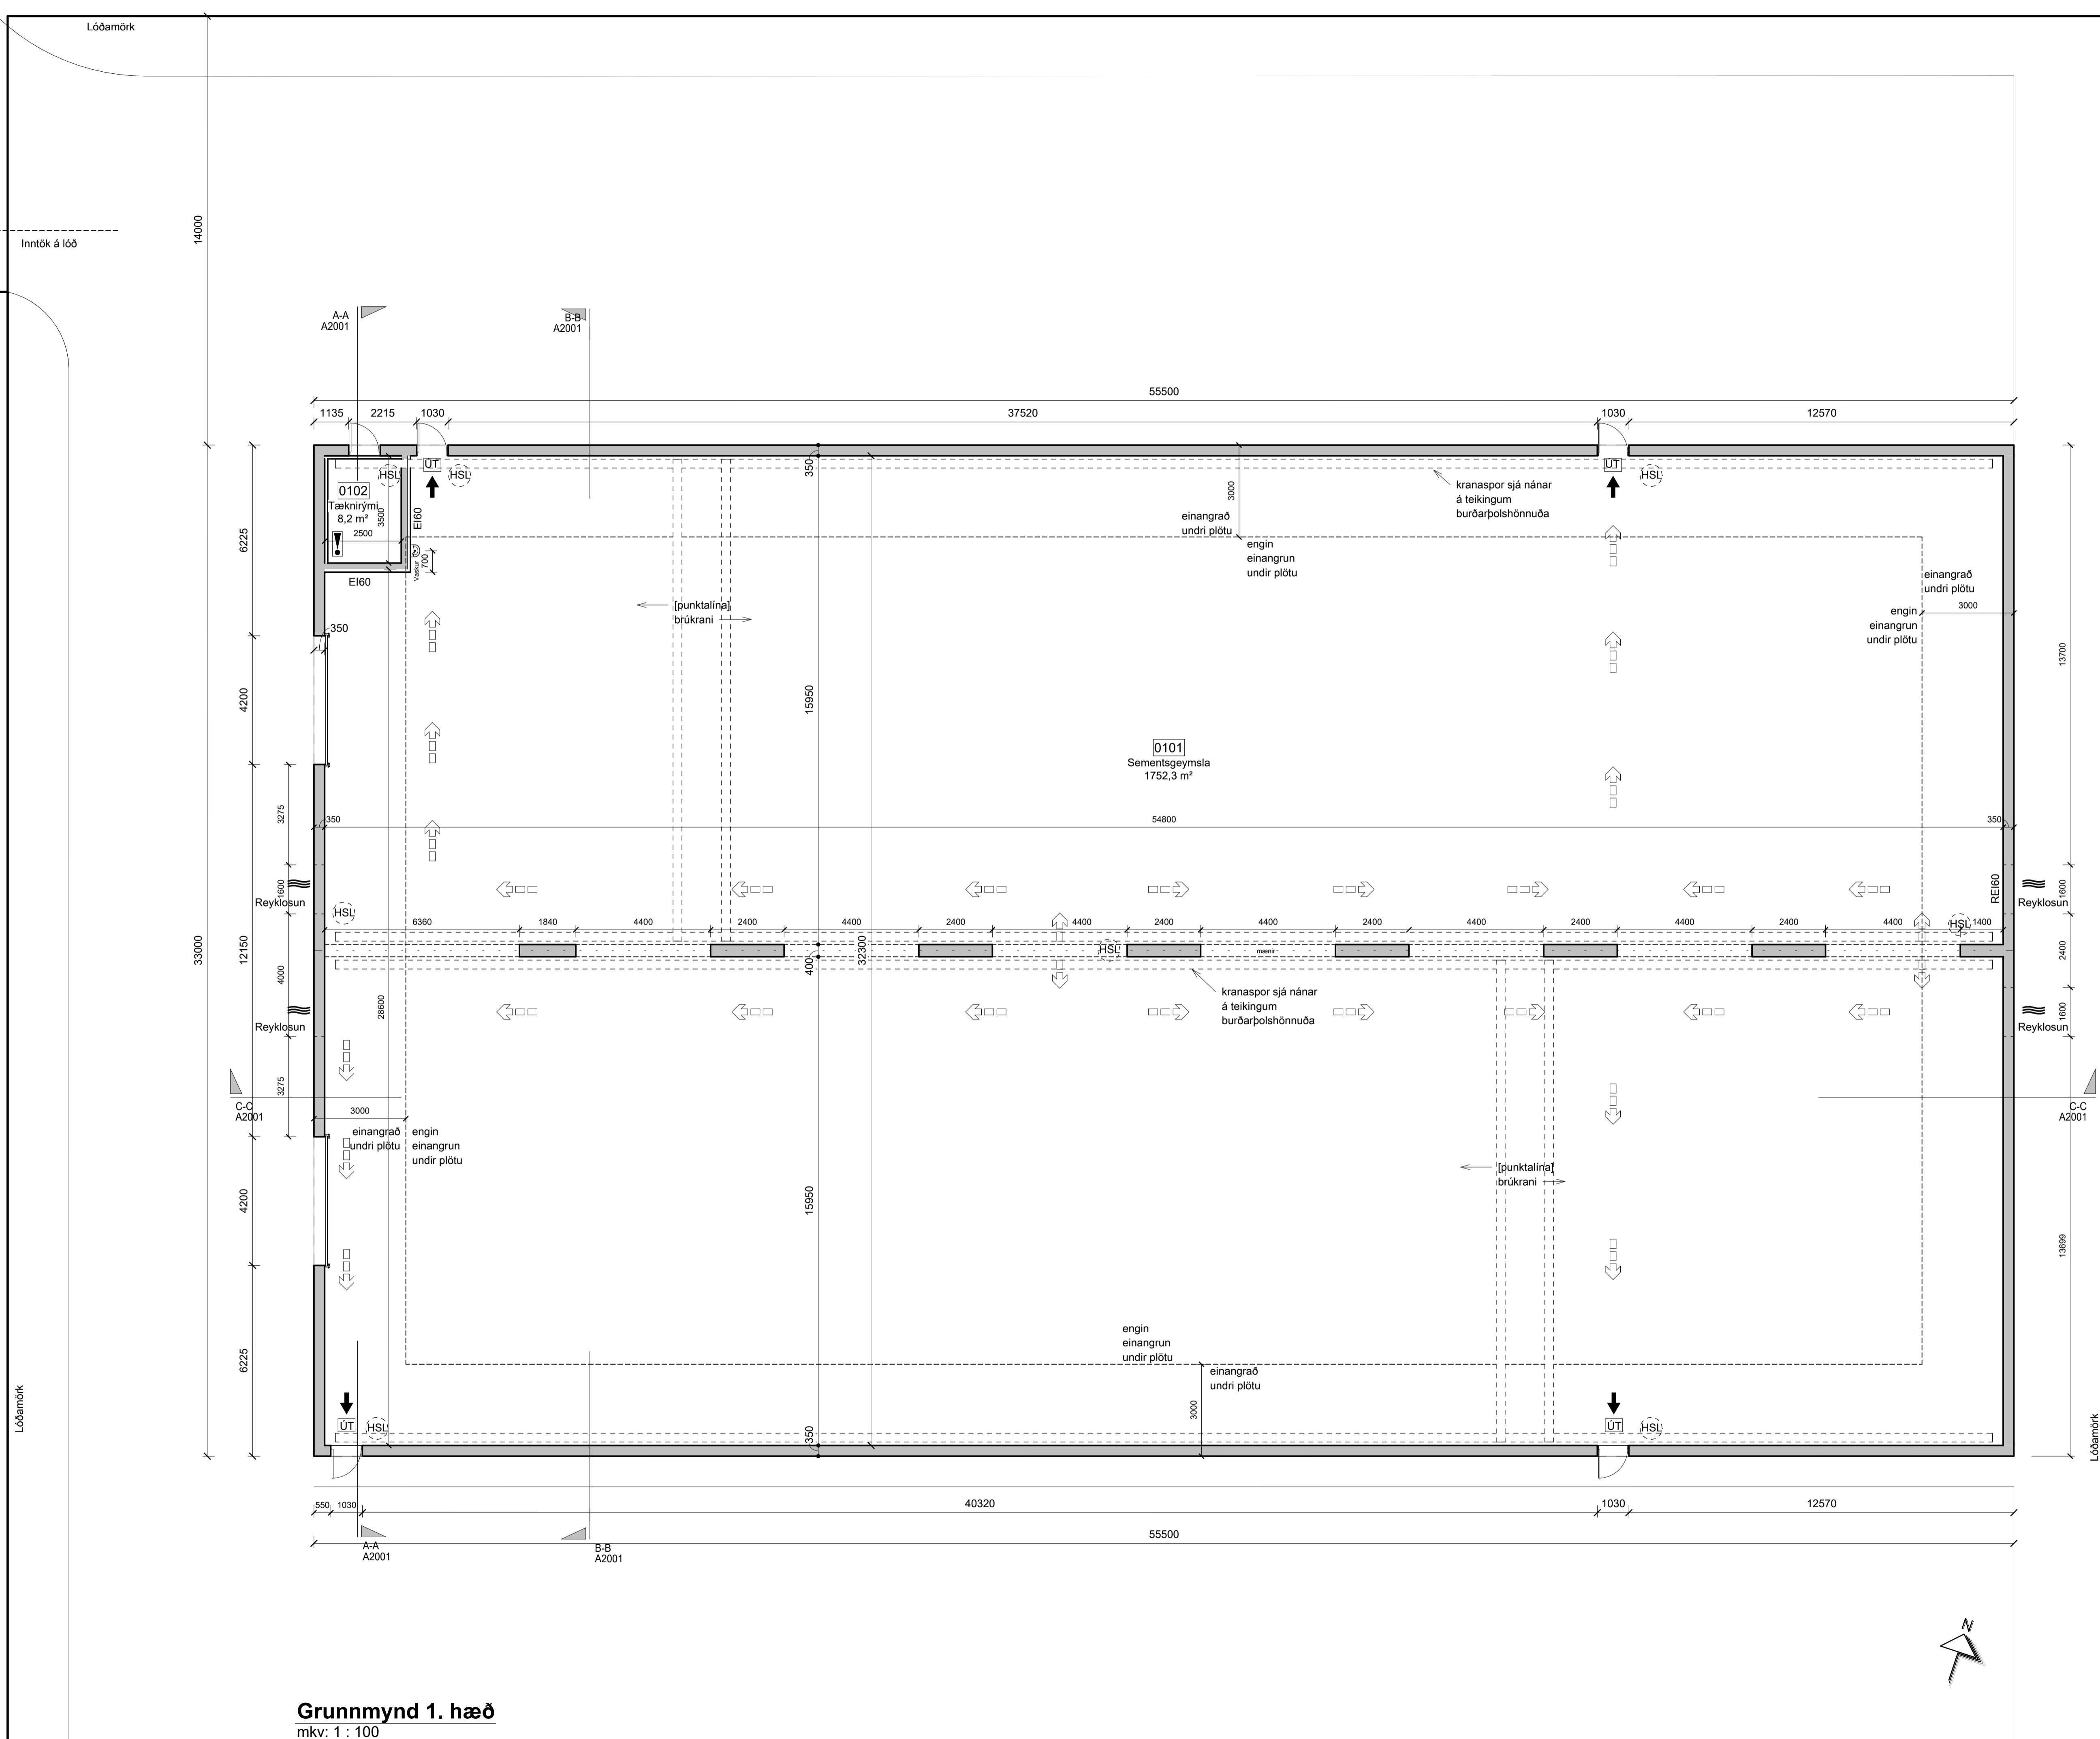 Lóðamörk
Inntök á lóð
14000
A-A
A2001
B-B
A2001
55500
1135
2215
1030
37520
1030
12570
ÚT
HSL
HSL
0102
Tæknirými
8,2 m²
3500
2500
EI60
EI60
Vaskur
700
350
ÚT
HSL
kranaspor sjá nánar
á teikingum
burðarþolshönnuða
3000
einangrað
undri plötu
engin
einangrun
undir plötu
einangrað
undri plötu
3000
engin
einangrun
undir plötu
[punktalína]
brúkrani
6225
350
4200
15950
13700
0101
Sementsgeymsla
1752,3 m²
3275
350
54800
350
1600
Reyklosun
HSL
REI60
1600
Reyklosun
6360
1840
4400
2400
4400
2400
4400
2400
4400
2400
4400
2400
4400
2400
4400
1400
HSL
33000
12150
4000
400
32300
HSL
mænir
2400
28600
kranaspor sjá nánar
á teikingum
burðarþolshönnuða
Reyklosun
1600
Reyklosun
3275
C-C
A2001
C-C
A2001
3000
einangrað
undri plötu
engin
einangrun
undir plötu
[punktalína]
brúkrani
4200
15950
13699
6225
engin
einangrun
undir plötu
einangrað
undri plötu
3000
Lóðamörk
Lóðamörk
ÚT
HSL
350
ÚT
HSL
550
1030
40320
1030
12570
55500
A-A
A2001
B-B
A2001
N
Grunnmynd 1. hæð
mkv: 1 : 100